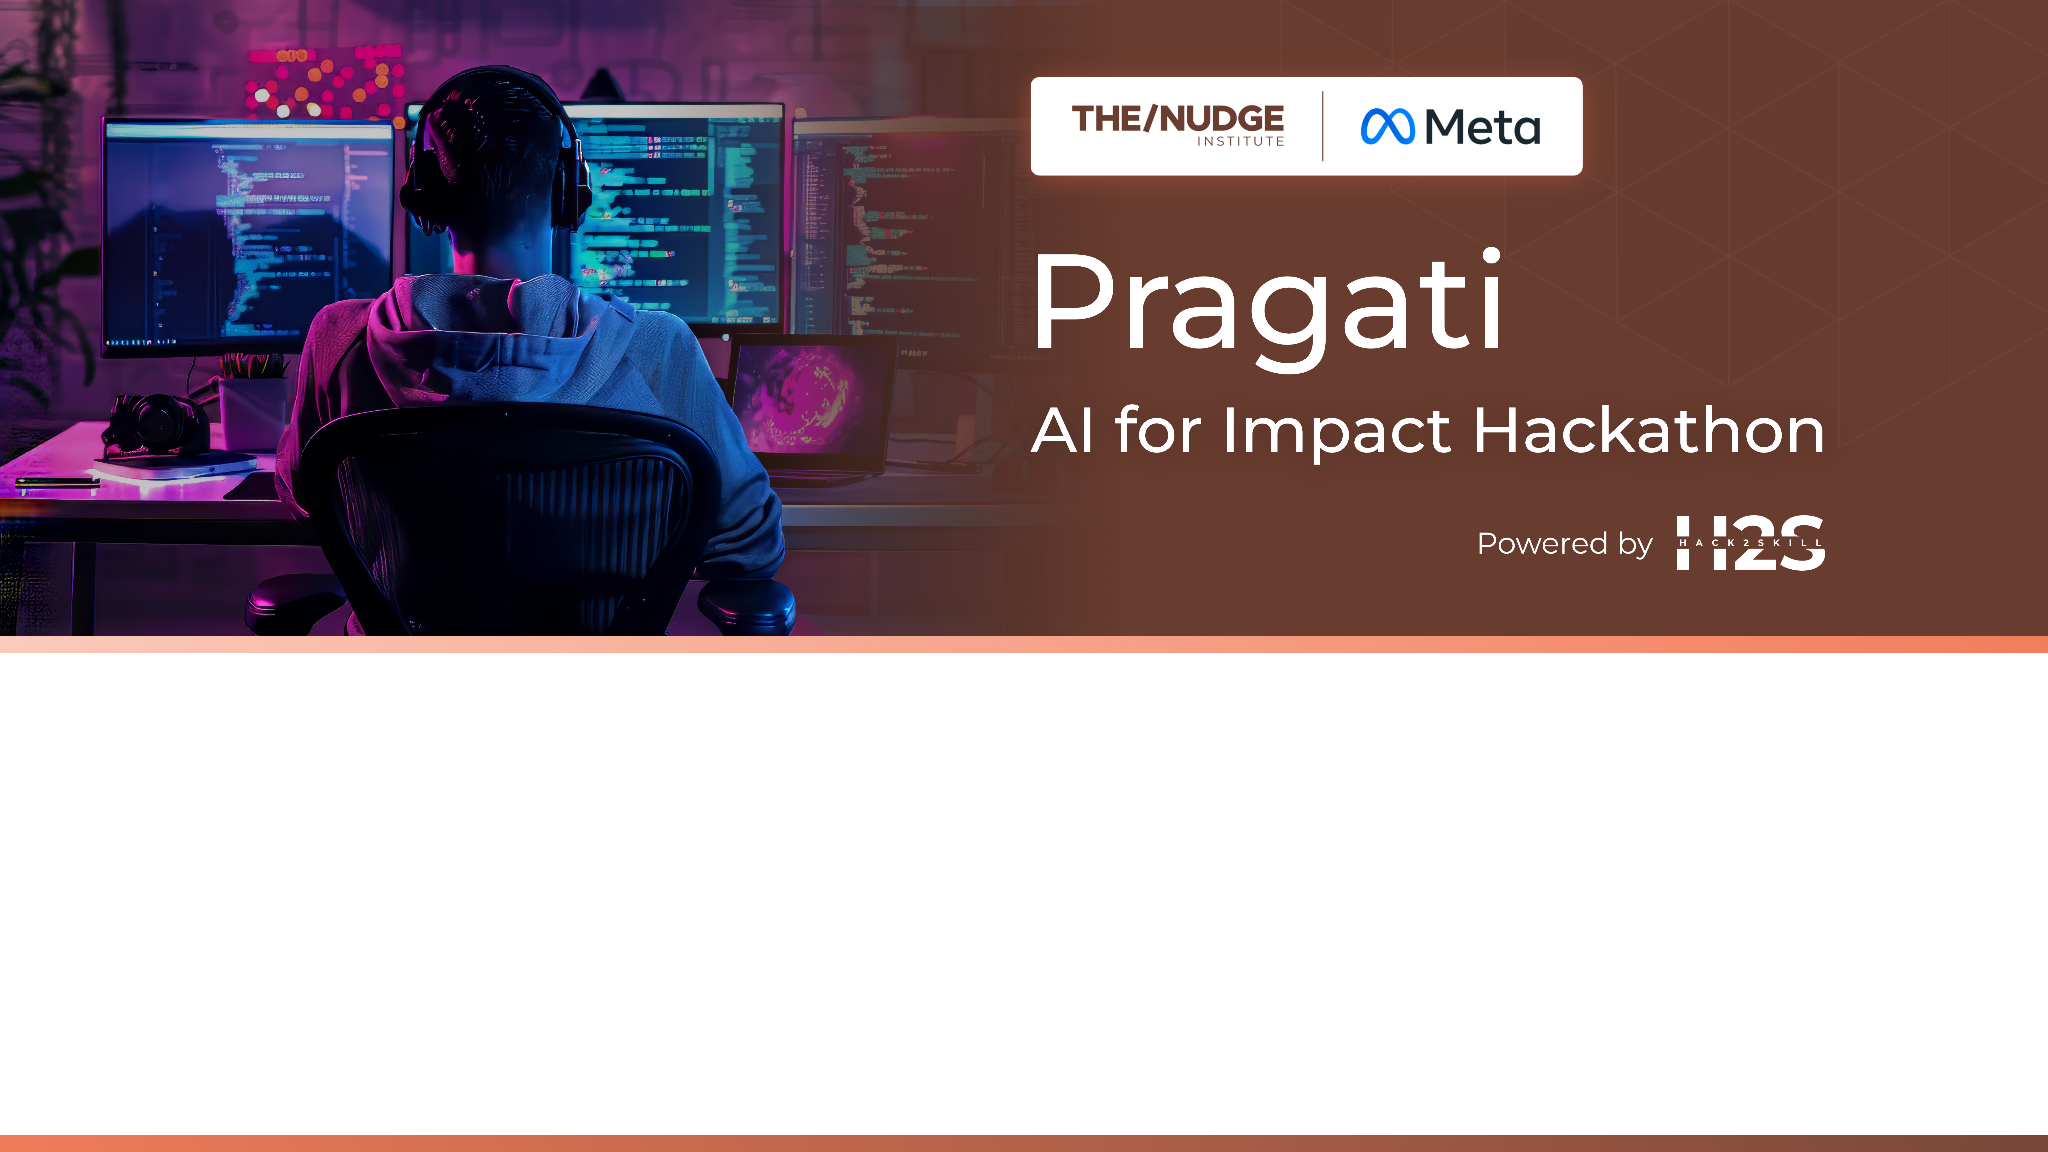 THE/NUDGE
INSTITUTE
Meta
Pragati
AI for Impact Hackathon
Powered by H2S
HACK2SKILL